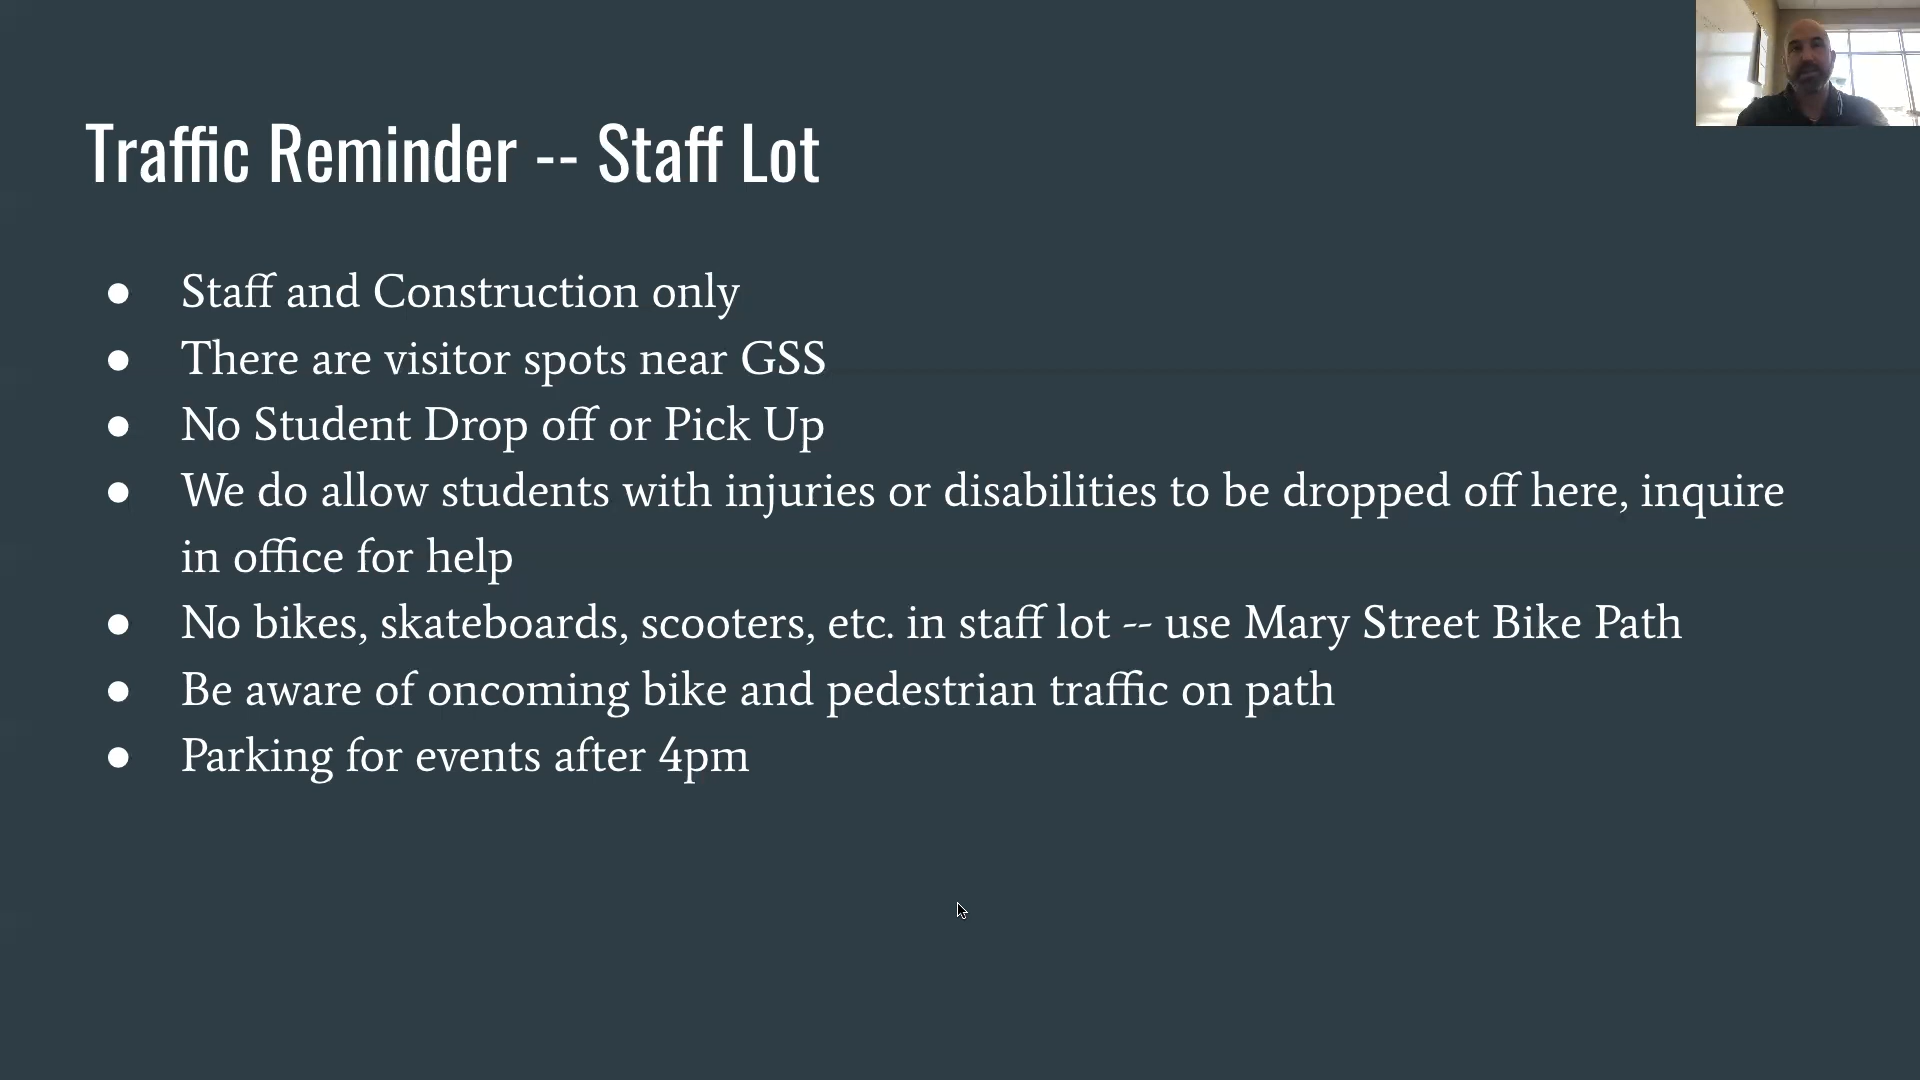 Traffic Reminder -- Staff Lot
● Staff and Construction only
● There are visitor spots near GSS
● No Student Drop off or Pick Up
● We do allow students with injuries or disabilities to be dropped off here, inquire
in office for help
● No bikes, skateboards, scooters, etc. in staff lot -- use Mary Street Bike Path
● Be aware of oncoming bike and pedestrian traffic on path
● Parking for events after 4pm